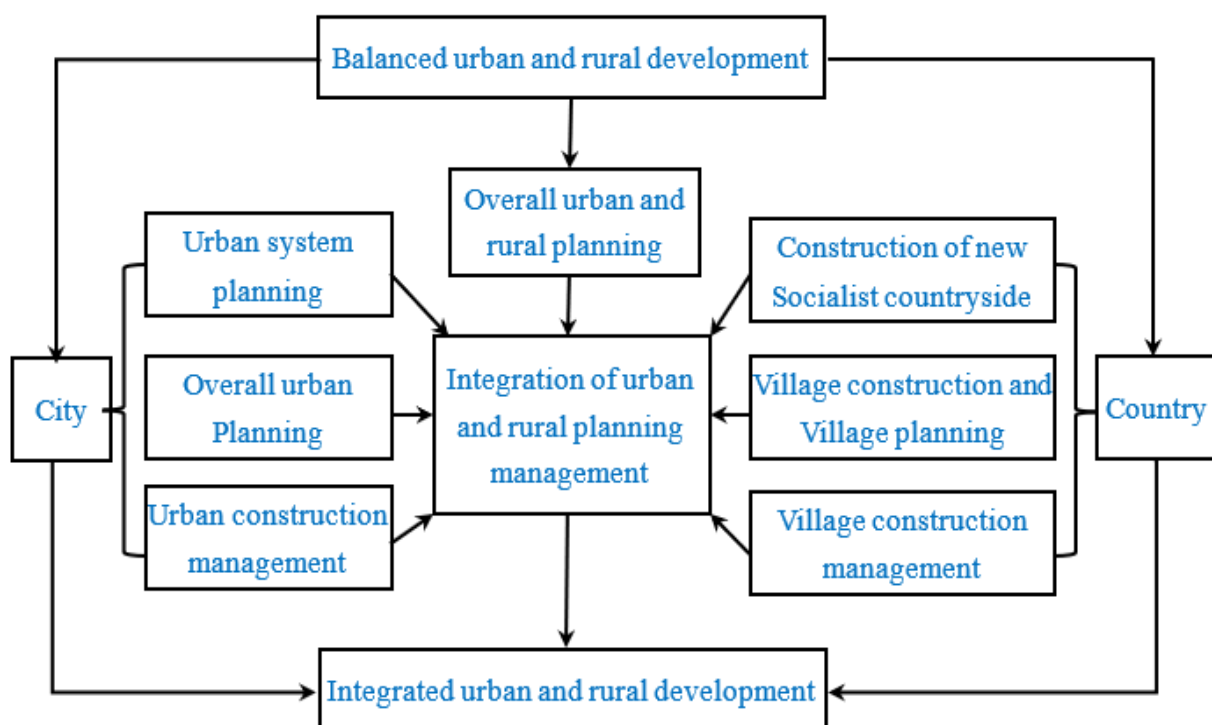 Balanced urban and rural development
Overall urban and
rural planning
Urban system
planning
Construction of new
Socialist countryside
City
Overall urban
Planning
Integration of urban
and rural planning
management
Village construction and
Village planning
Country
Urban construction
management
Village construction
management
Integrated urban and rural development